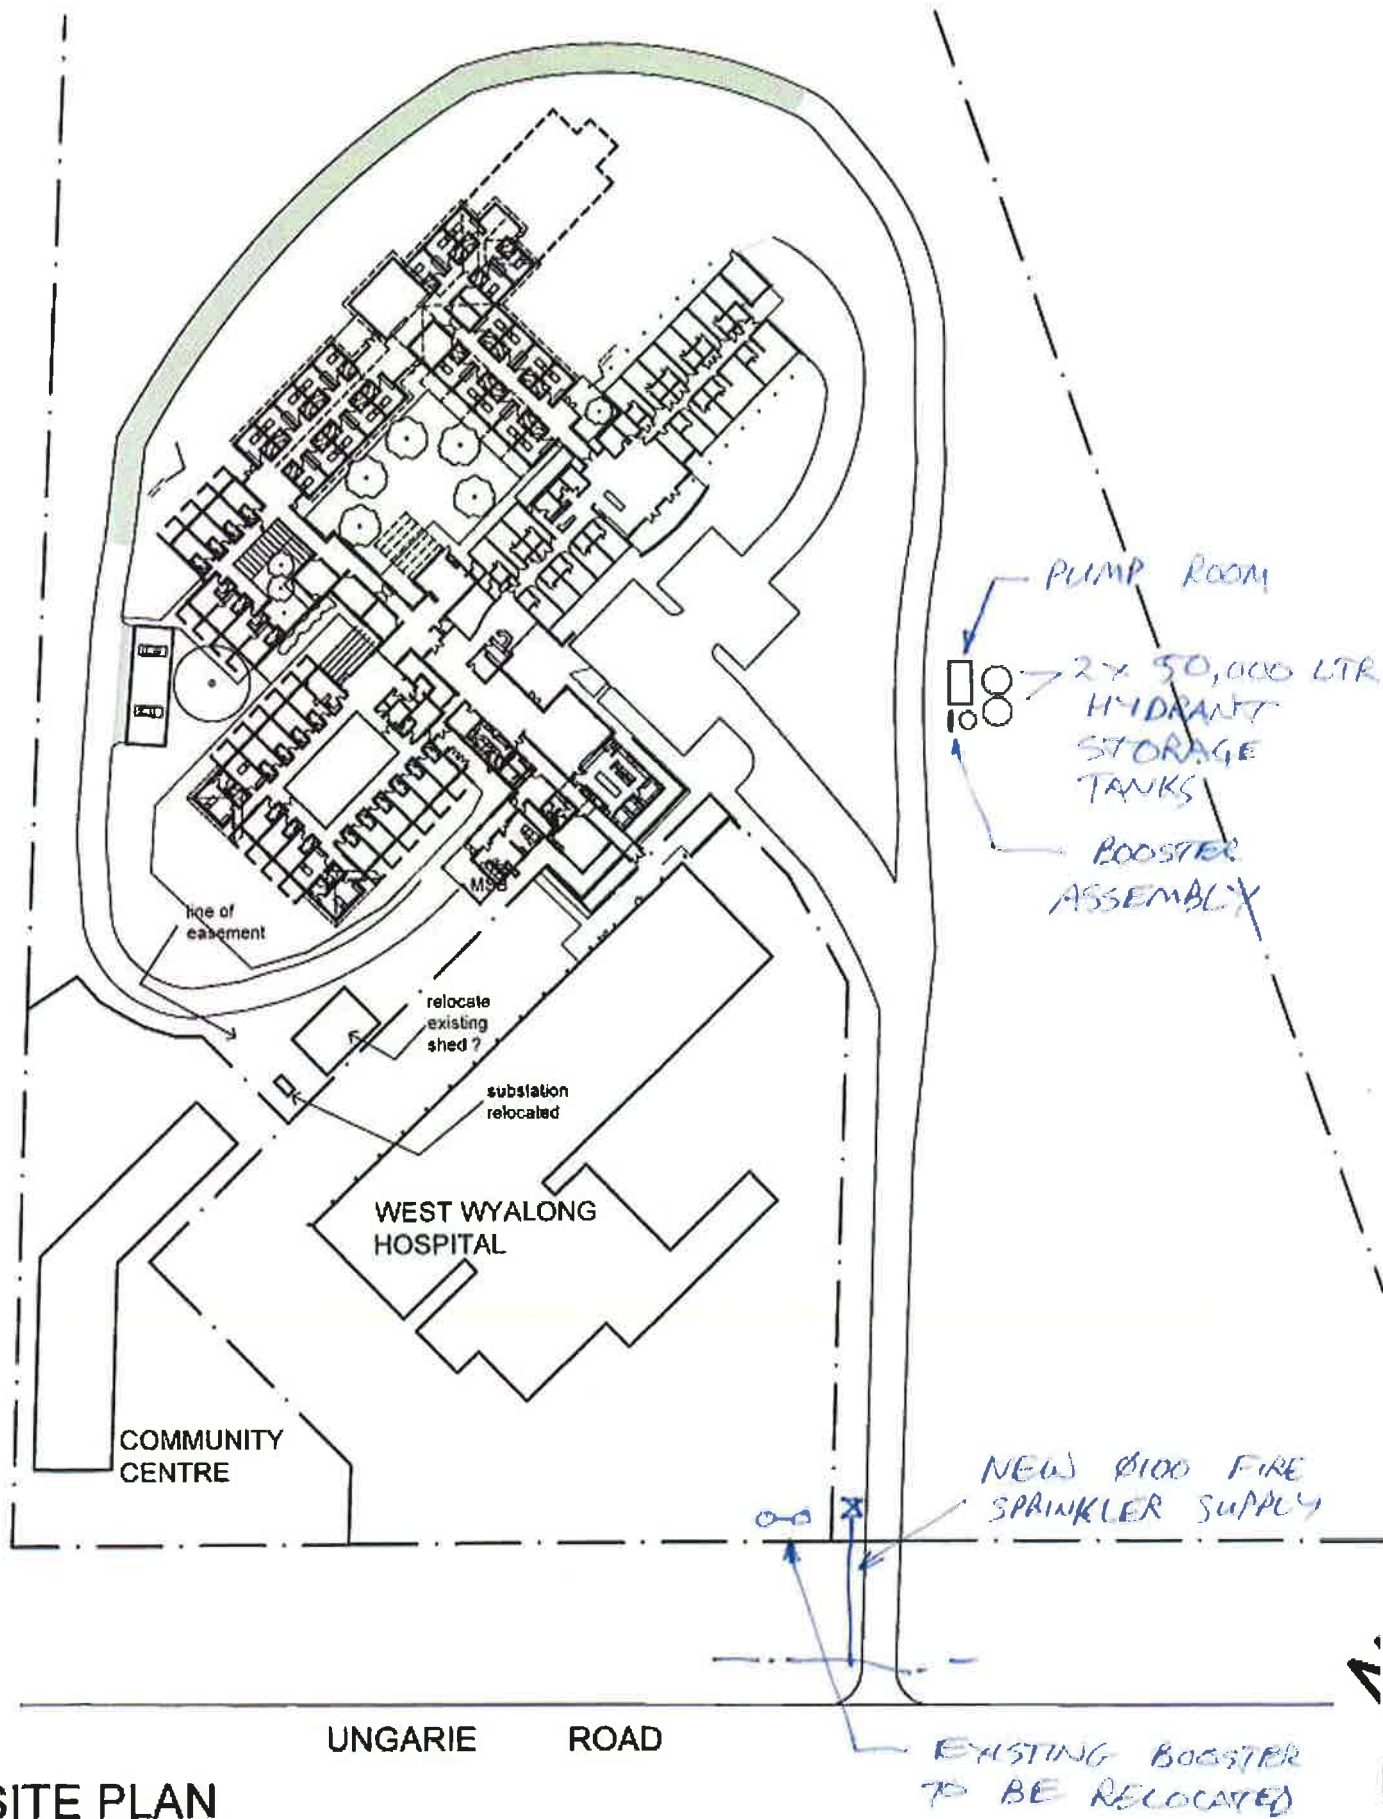 PUMP ROOM
2 X 50,000 LTR
HYDRANT
STORAGE
TANKS
BOOSTER
ASSEMBLY
MSB
line of
easement
relocate
existing
shed ?
substation
relocated
WEST WYALONG
HOSPITAL
COMMUNITY
CENTRE
NEW Ø100 FIRE
SPRINKLER SUPPLY
UNGARIE ROAD
EXISTING BOOSTER
TO BE RELOCATED
SITE PLAN